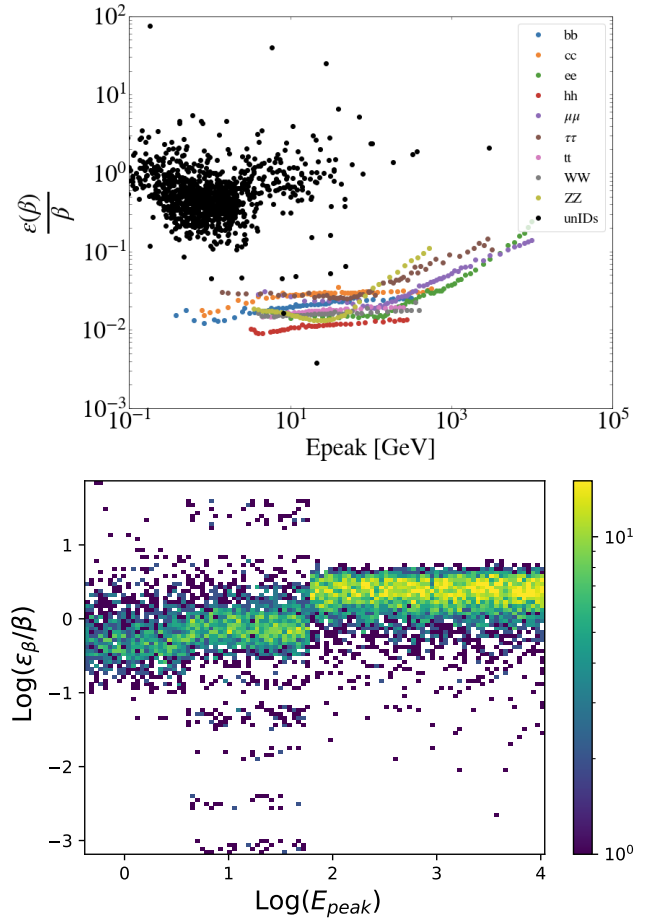 10²
10¹
10⁰
10⁻¹
10⁻²
10⁻³
ε(β)
β
bb
cc
ee
hh
μμ
ττ
tt
WW
ZZ
unIDs
10⁻¹ 10¹ 10³ 10⁵
Epeak [GeV]
1
0
−1
−2
−3
Log(ε_β/β)
0 1 2 3 4
Log(E_peak)
10¹
10⁰